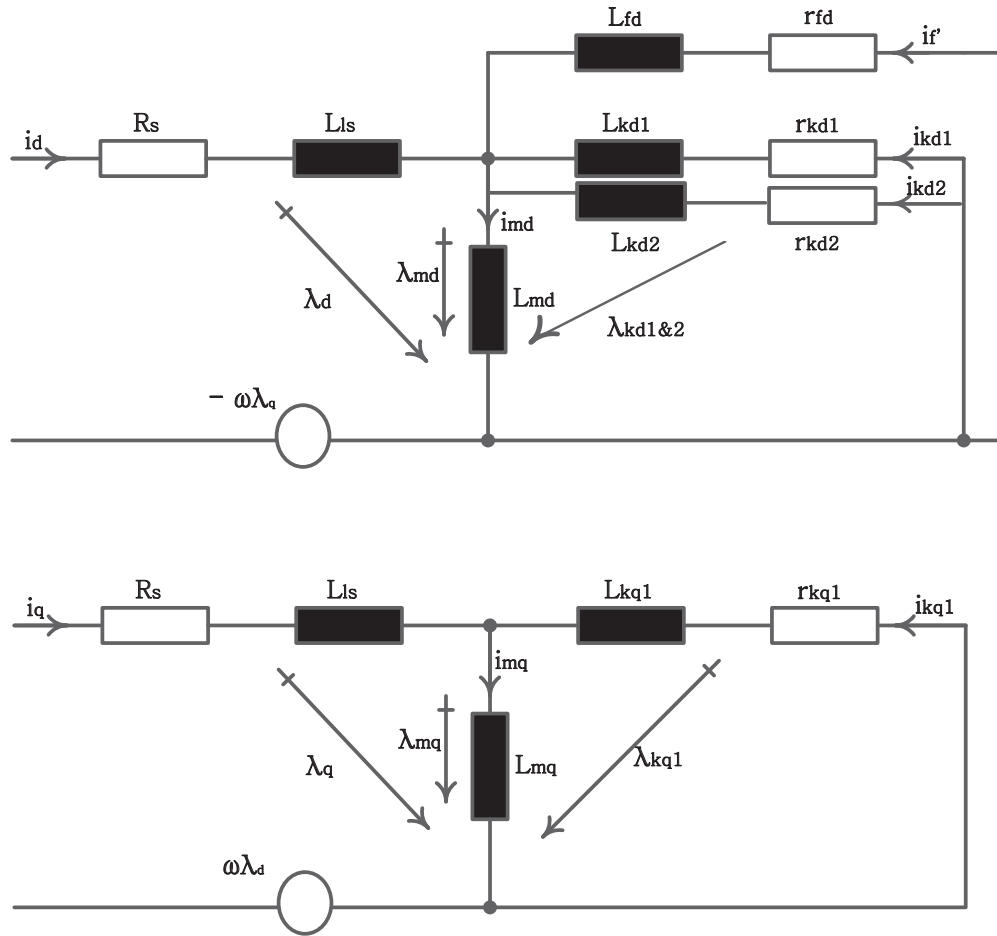 Lfd rfd if'
id Rs Lls Lkd1 rkd1 ikd1
ikd2
imd Lkd2 rkd2
λmd
λd Lmd
λkd1&2
- ωλq
iq Rs Lls Lkq1 rkq1 ikq1
imq
λmq
λq Lmq λkq1
ωλd